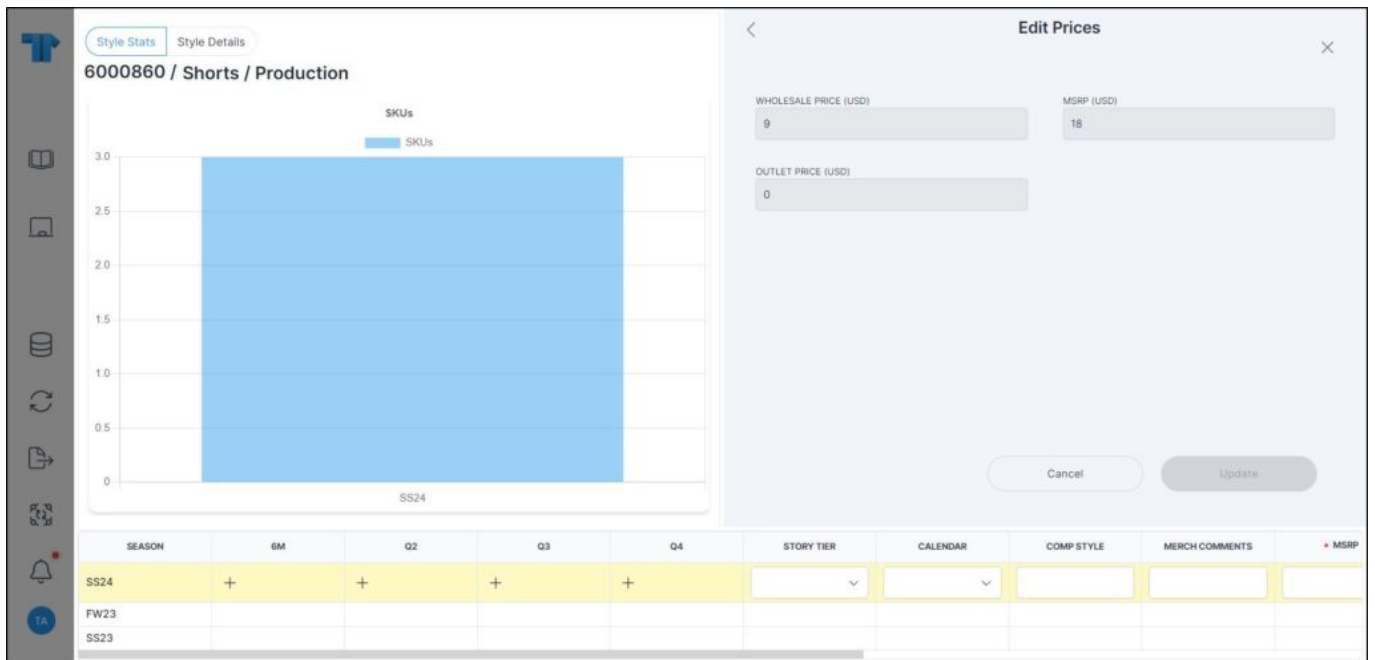 Style Stats Style Details
6000860 / Shorts / Production
SKUs
SKUs
3.0
2.5
2.0
1.5
1.0
0.5
0
SS24
Edit Prices
WHOLESALE PRICE (USD) MSRP (USD)
9 18
OUTLET PRICE (USD)
0
Cancel Update
SEASON 6M Q2 Q3 Q4 STORY TIER CALENDAR COMP STYLE MERCH COMMENTS * MSRP
SS24 + + + +
FW23
SS23
TA